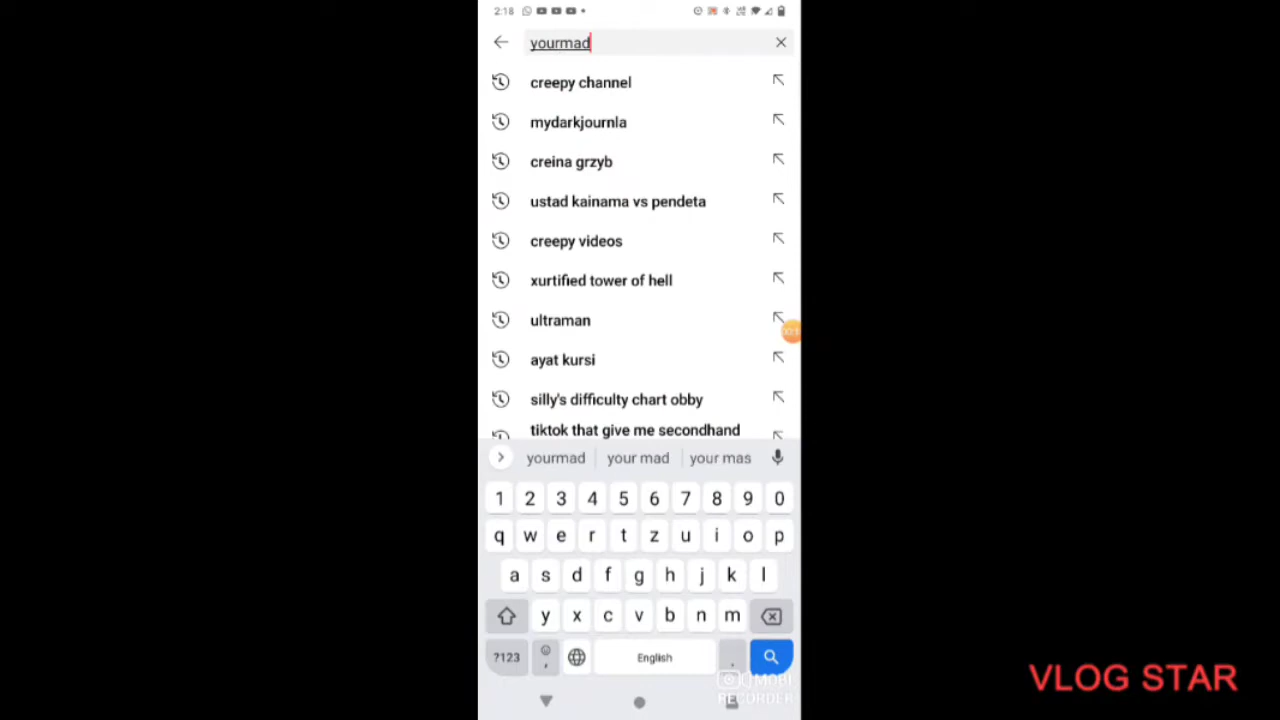 2:18
yourmad
creepy channel
mydarkjournla
creina grzyb
ustad kainama vs pendeta
creepy videos
xurtified tower of hell
ultraman
ayat kursi
silly's difficulty chart obby
tiktok that give me secondhand
yourmad your mad your mas
1 2 3 4 5 6 7 8 9 0
q w e r t z u i o p
a s d f g h j k l
y x c v b n m
?123 , English .
MOBI
RECORDER
VLOG STAR